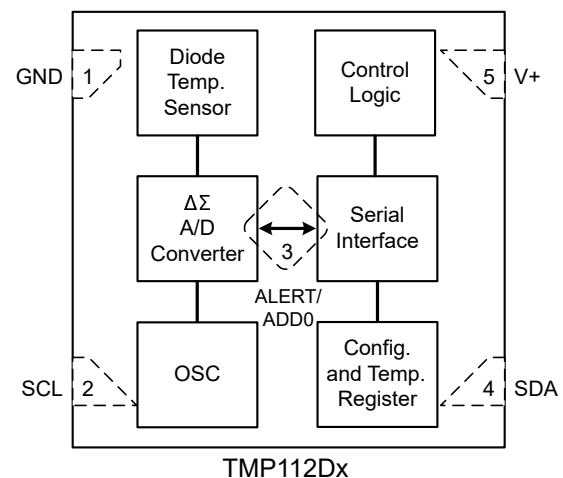 Diode
Temp.
Sensor
Control
Logic
GND 1
5 V+
ΔΣ
A/D
Converter
3
Serial
Interface
ALERT/
ADD0
OSC
Config.
and Temp.
Register
SCL 2
4 SDA
TMP112Dx